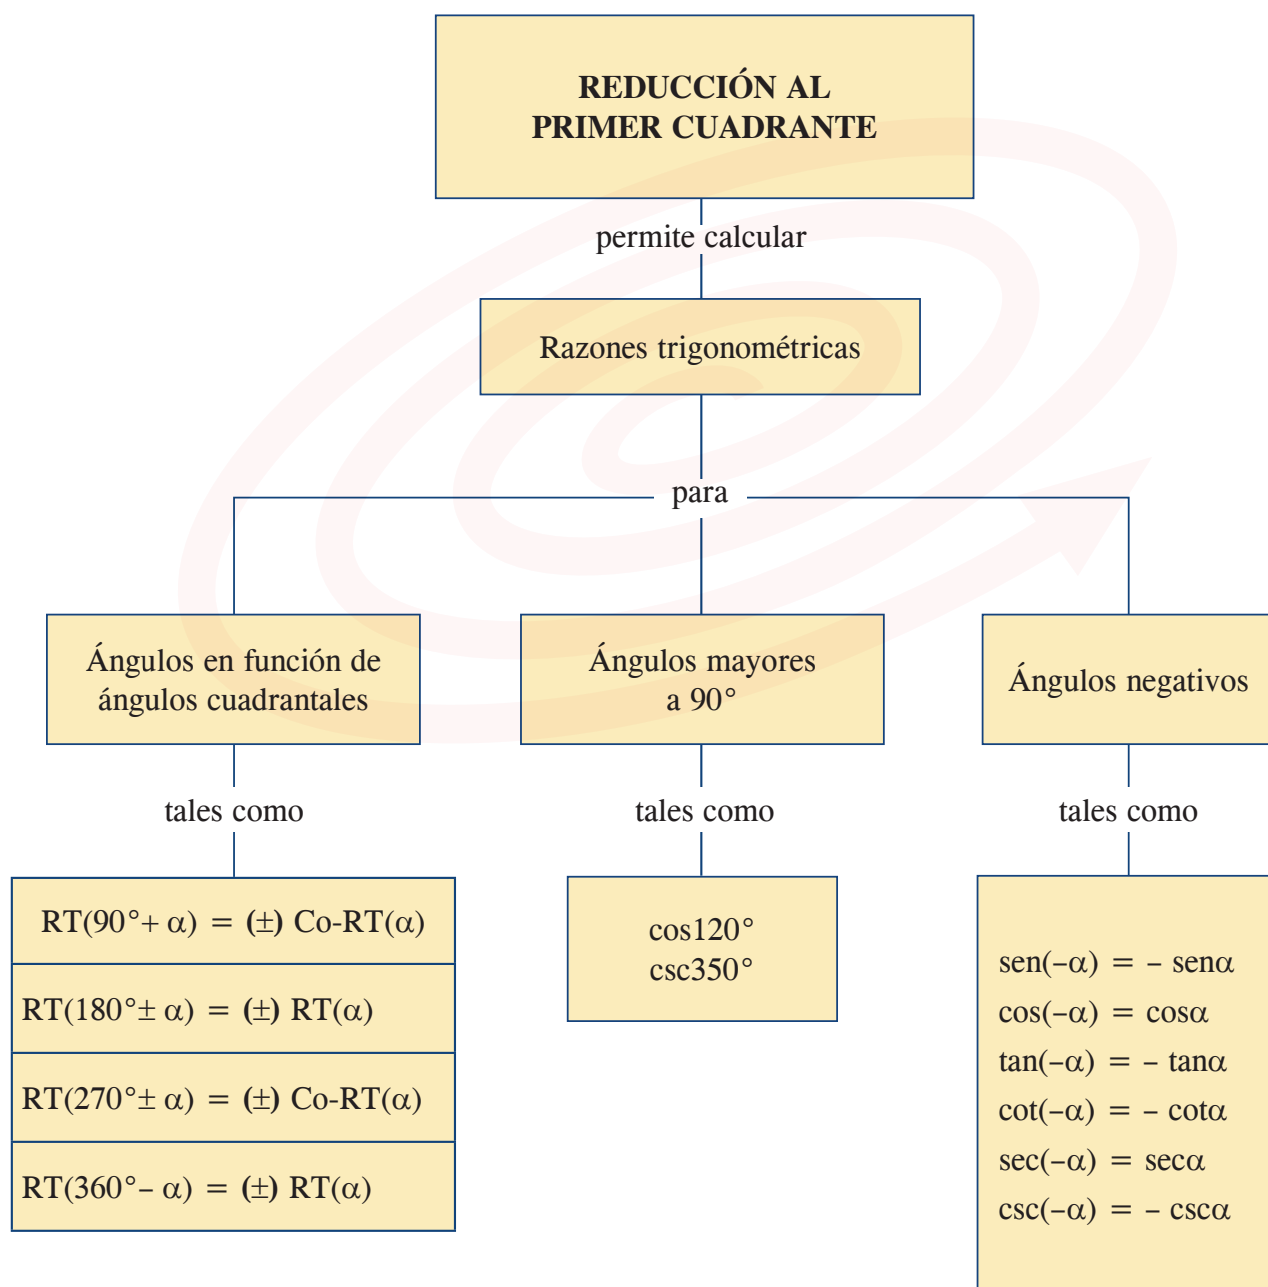 REDUCCIÓN AL
PRIMER CUADRANTE
permite calcular
Razones trigonométricas
para
Ángulos en función de
ángulos cuadrantales
Ángulos mayores
a 90°
Ángulos negativos
tales como
tales como
tales como
RT(90°+ α) = (±) Co-RT(α)
RT(180°± α) = (±) RT(α)
RT(270°± α) = (±) Co-RT(α)
RT(360°– α) = (±) RT(α)
cos120°
csc350°
sen(–α) = – senα
cos(–α) = cosα
tan(–α) = – tanα
cot(–α) = – cotα
sec(–α) = secα
csc(–α) = – cscα